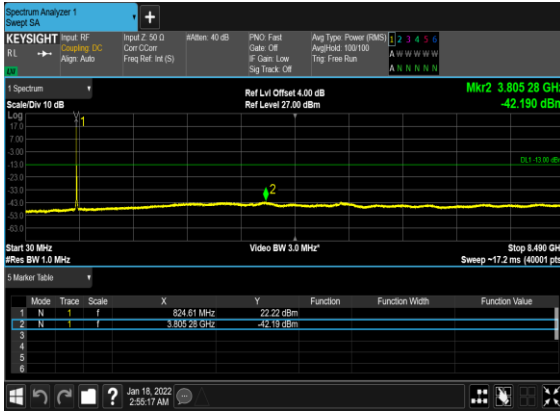 Spectrum Analyzer 1
Swept SA
+
KEYSIGHT Input: RF Input Z: 50 Ω #Atten: 40 dB PNO: Fast Avg Type: Power (RMS) 1 2 3 4 5 6
RL Coupling: DC Corr CCorr Gate: Off Avg|Hold: 100/100 A W W W W W
Align: Auto Freq Ref: Int (S) IF Gain: Low Trig: Free Run
Sig Track: Off A N N N N N
1 Spectrum Ref Lvl Offset 4.00 dB Mkr2 3.805 28 GHz
Scale/Div 10 dB Ref Level 27.00 dBm -42.190 dBm
Log
17.0 1
7.00
-3.00
-13.0 DL1 -13.00 dBm
-23.0
-33.0 2
-43.0
-53.0
-63.0
Start 30 MHz Video BW 3.0 MHz* Stop 8.490 GHz
#Res BW 1.0 MHz Sweep ~17.2 ms (40001 pts)
5 Marker Table
Mode Trace Scale X Y Function Function Width Function Value
1 N 1 f 824.61 MHz 22.22 dBm
2 N 1 f 3.805 28 GHz -42.19 dBm
3
4
5
6
? Jan 18, 2022
2:55:17 AM